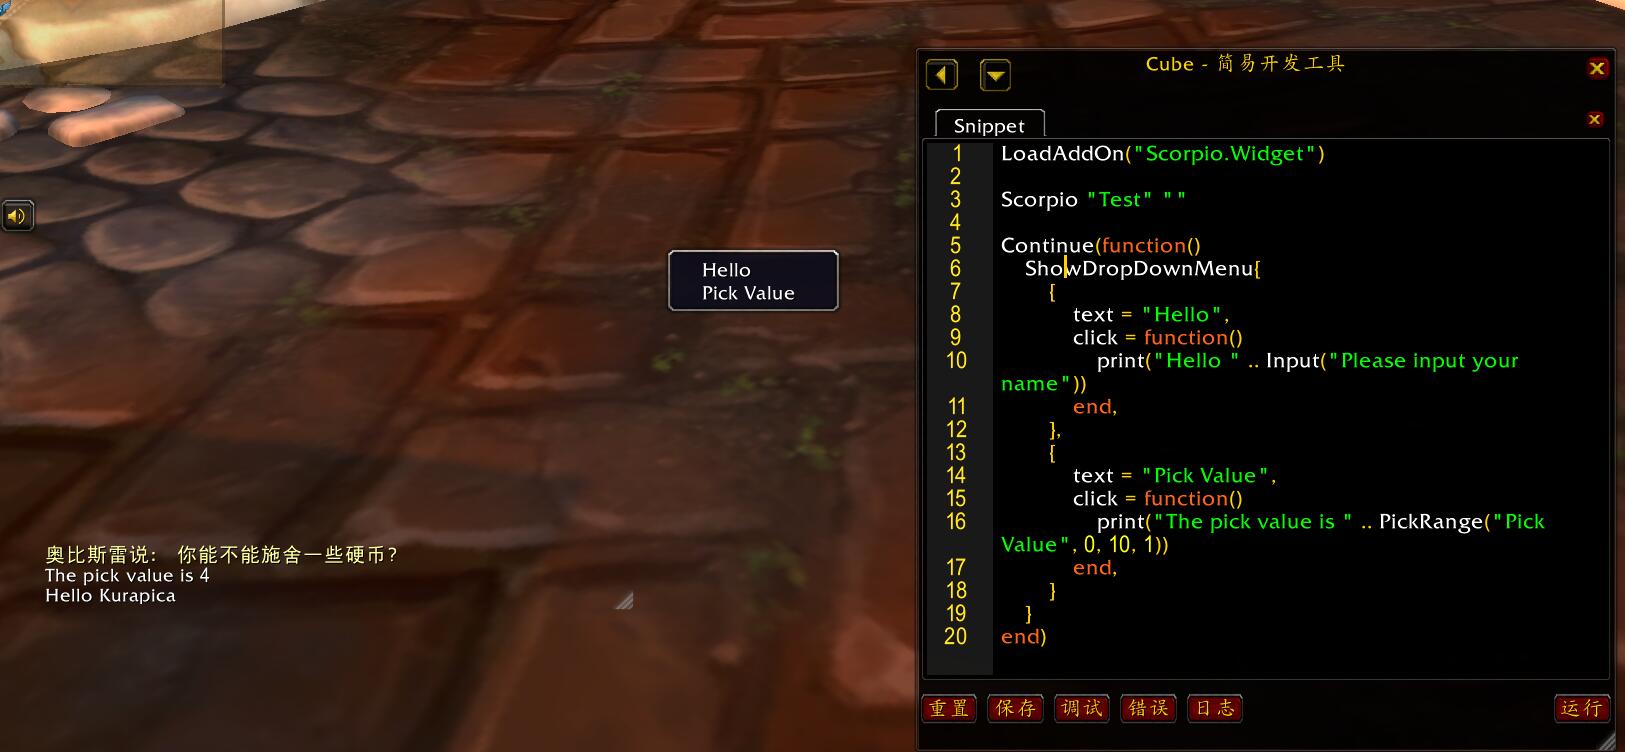 Cube - 简易开发工具
Snippet
1 LoadAddOn("Scorpio.Widget")
2
3 Scorpio "Test" ""
4
5 Continue(function()
6 ShowDropDownMenu{
7 {
8 text = "Hello",
9 click = function()
10 print("Hello " .. Input("Please input your
name"))
11 end,
12 },
13 {
14 text = "Pick Value",
15 click = function()
16 print("The pick value is " .. PickRange("Pick
Value", 0, 10, 1))
17 end,
18 }
19 }
20 end)
重置 保存 调试 错误 日志 运行
Hello
Pick Value
奥比斯雷说： 你能不能施舍一些硬币？
The pick value is 4
Hello Kurapica